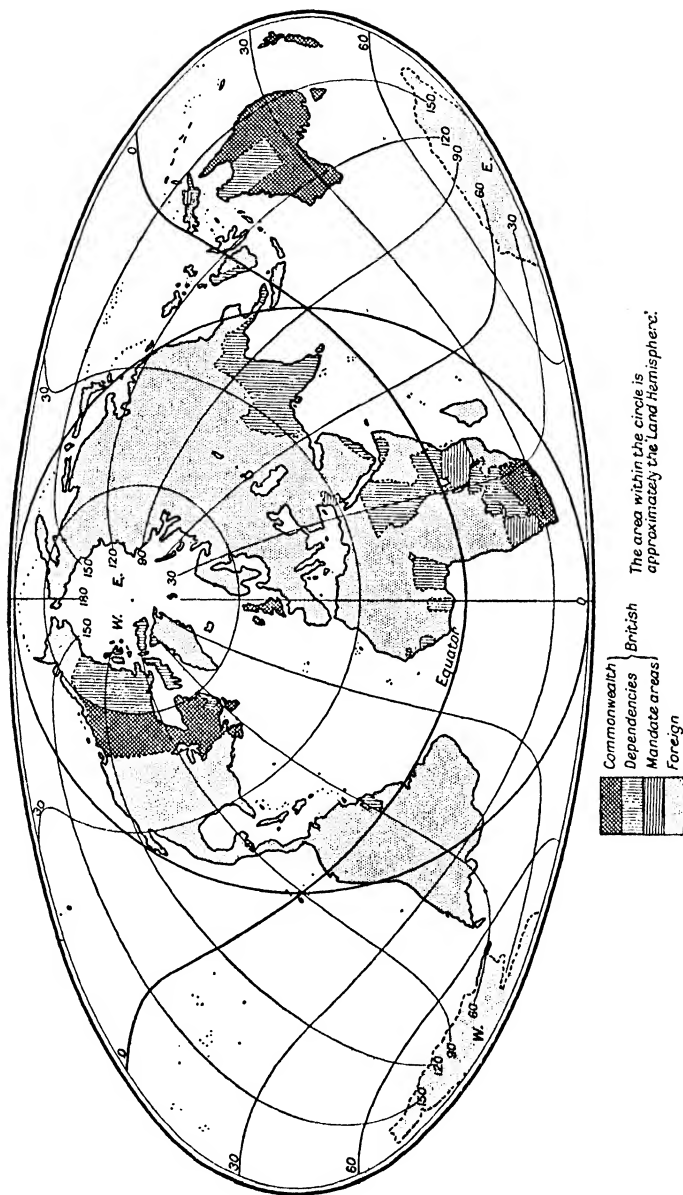 30
60
0
150
120
90
E.
60
30
30
150
180
150
120
E.
W.
90
30
Equator
0
30
0
60
W.
90
120
150
30
60
Commonwealth
Dependencies British
Mandate areas
Foreign
The area within the circle is
approximately the 'Land Hemisphere'.